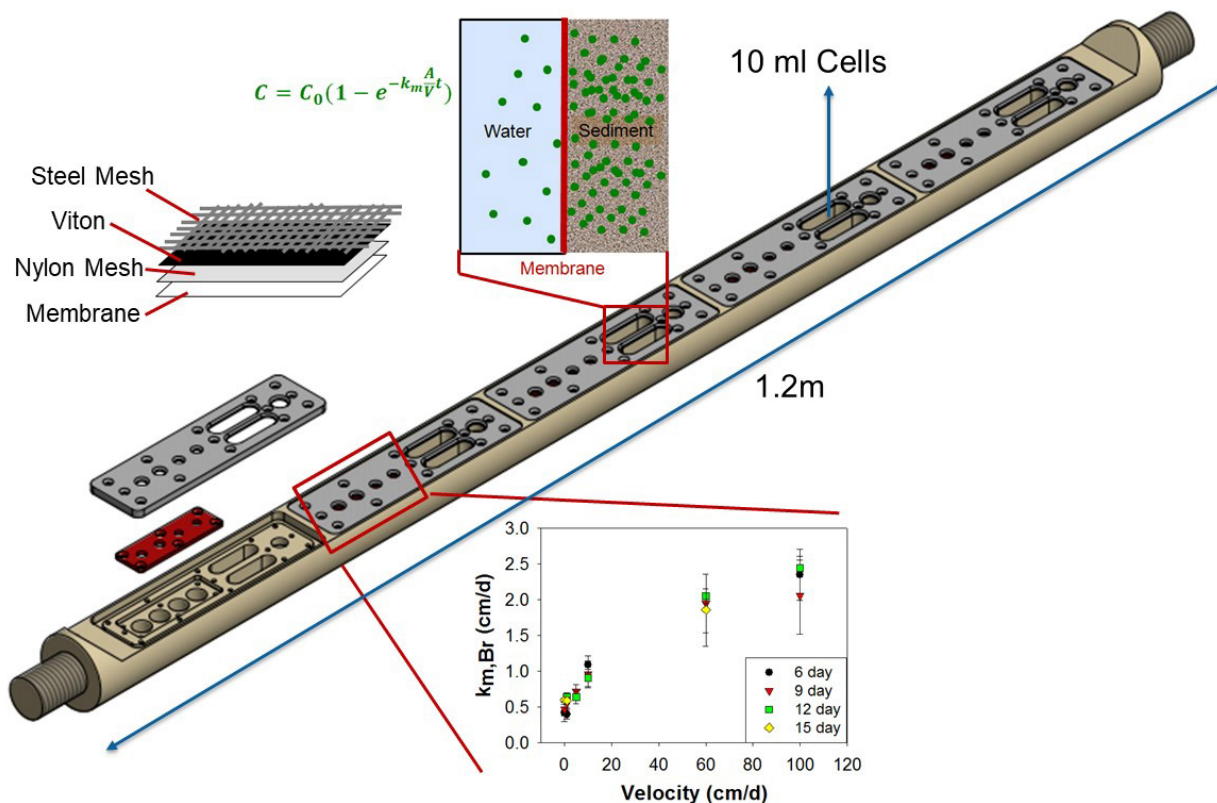 10 ml Cells
C = C₀(1 − e^(−kₘ (A/V) t))
Water
Sediment
Membrane
Steel Mesh
Viton
Nylon Mesh
Membrane
1.2m
3.0
2.5
2.0
1.5
1.0
0.5
0.0
km,Br (cm/d)
6 day
9 day
12 day
15 day
0 20 40 60 80 100 120
Velocity (cm/d)